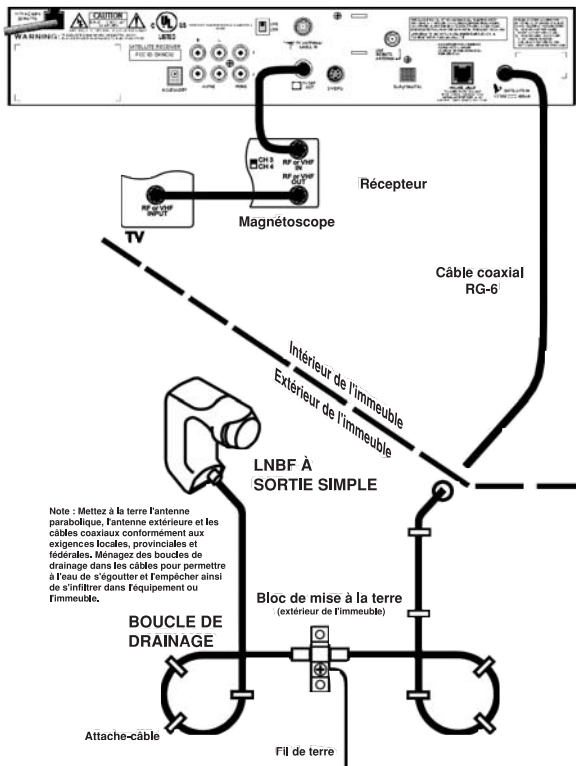 CAUTION
WARNING:
LISTED
SATELLITE RECEIVER
CH 3
CH 4
RF or VHF
IN
RF or VHF
OUT
RF or VHF
INPUT
TV
Magnétoscope
Récepteur
Câble coaxial
RG-6
Intérieur de l'immeuble
Extérieur de l'immeuble
LNBF À
SORTIE SIMPLE
Note : Mettez à la terre l'antenne
parabolique, l'antenne extérieure et les
câbles coaxiaux conformément aux
exigences locales, provinciales et
fédérales. Ménagez des boucles de
drainage dans les câbles pour permettre
à l'eau de s'égoutter et l'empêcher ainsi
de s'infiltrer dans l'équipement ou
l'immeuble.
Bloc de mise à la terre
(extérieur de l'immeuble)
BOUCLE DE
DRAINAGE
Attache-câble
Fil de terre